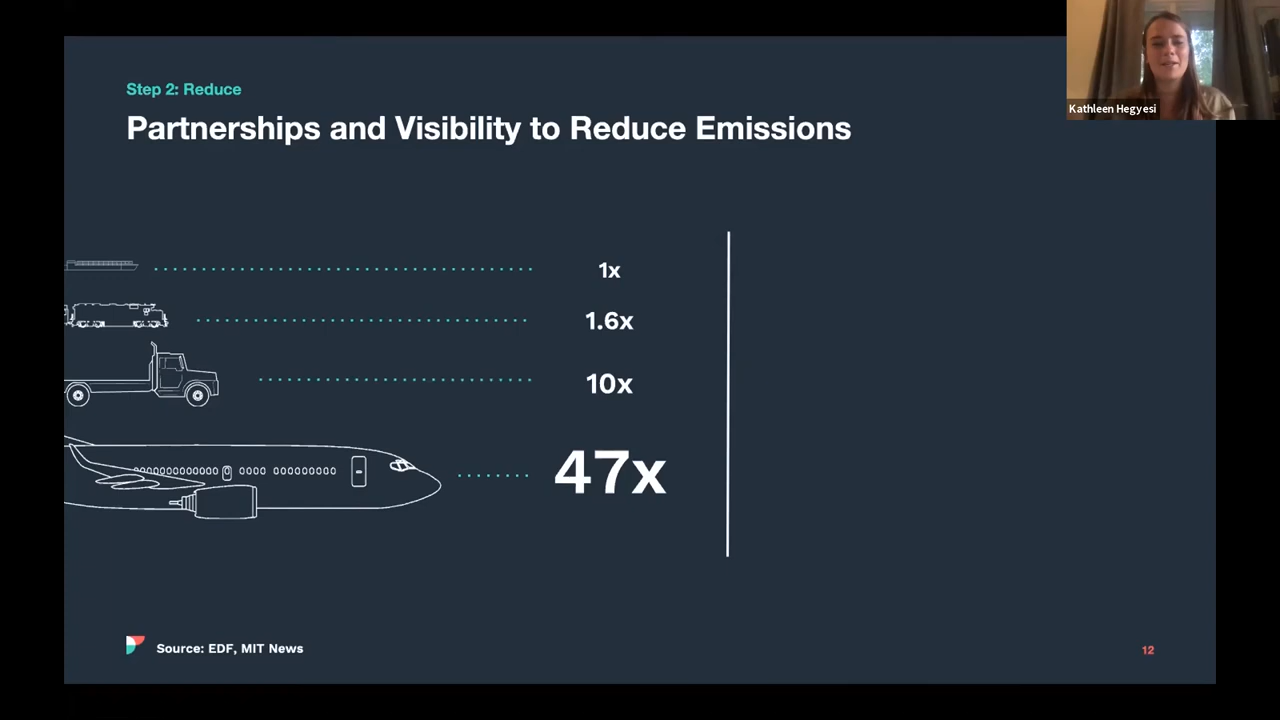 Step 2: Reduce
Partnerships and Visibility to Reduce Emissions
Kathleen Hegyesi
1x
1.6x
10x
47x
Source: EDF, MIT News
12